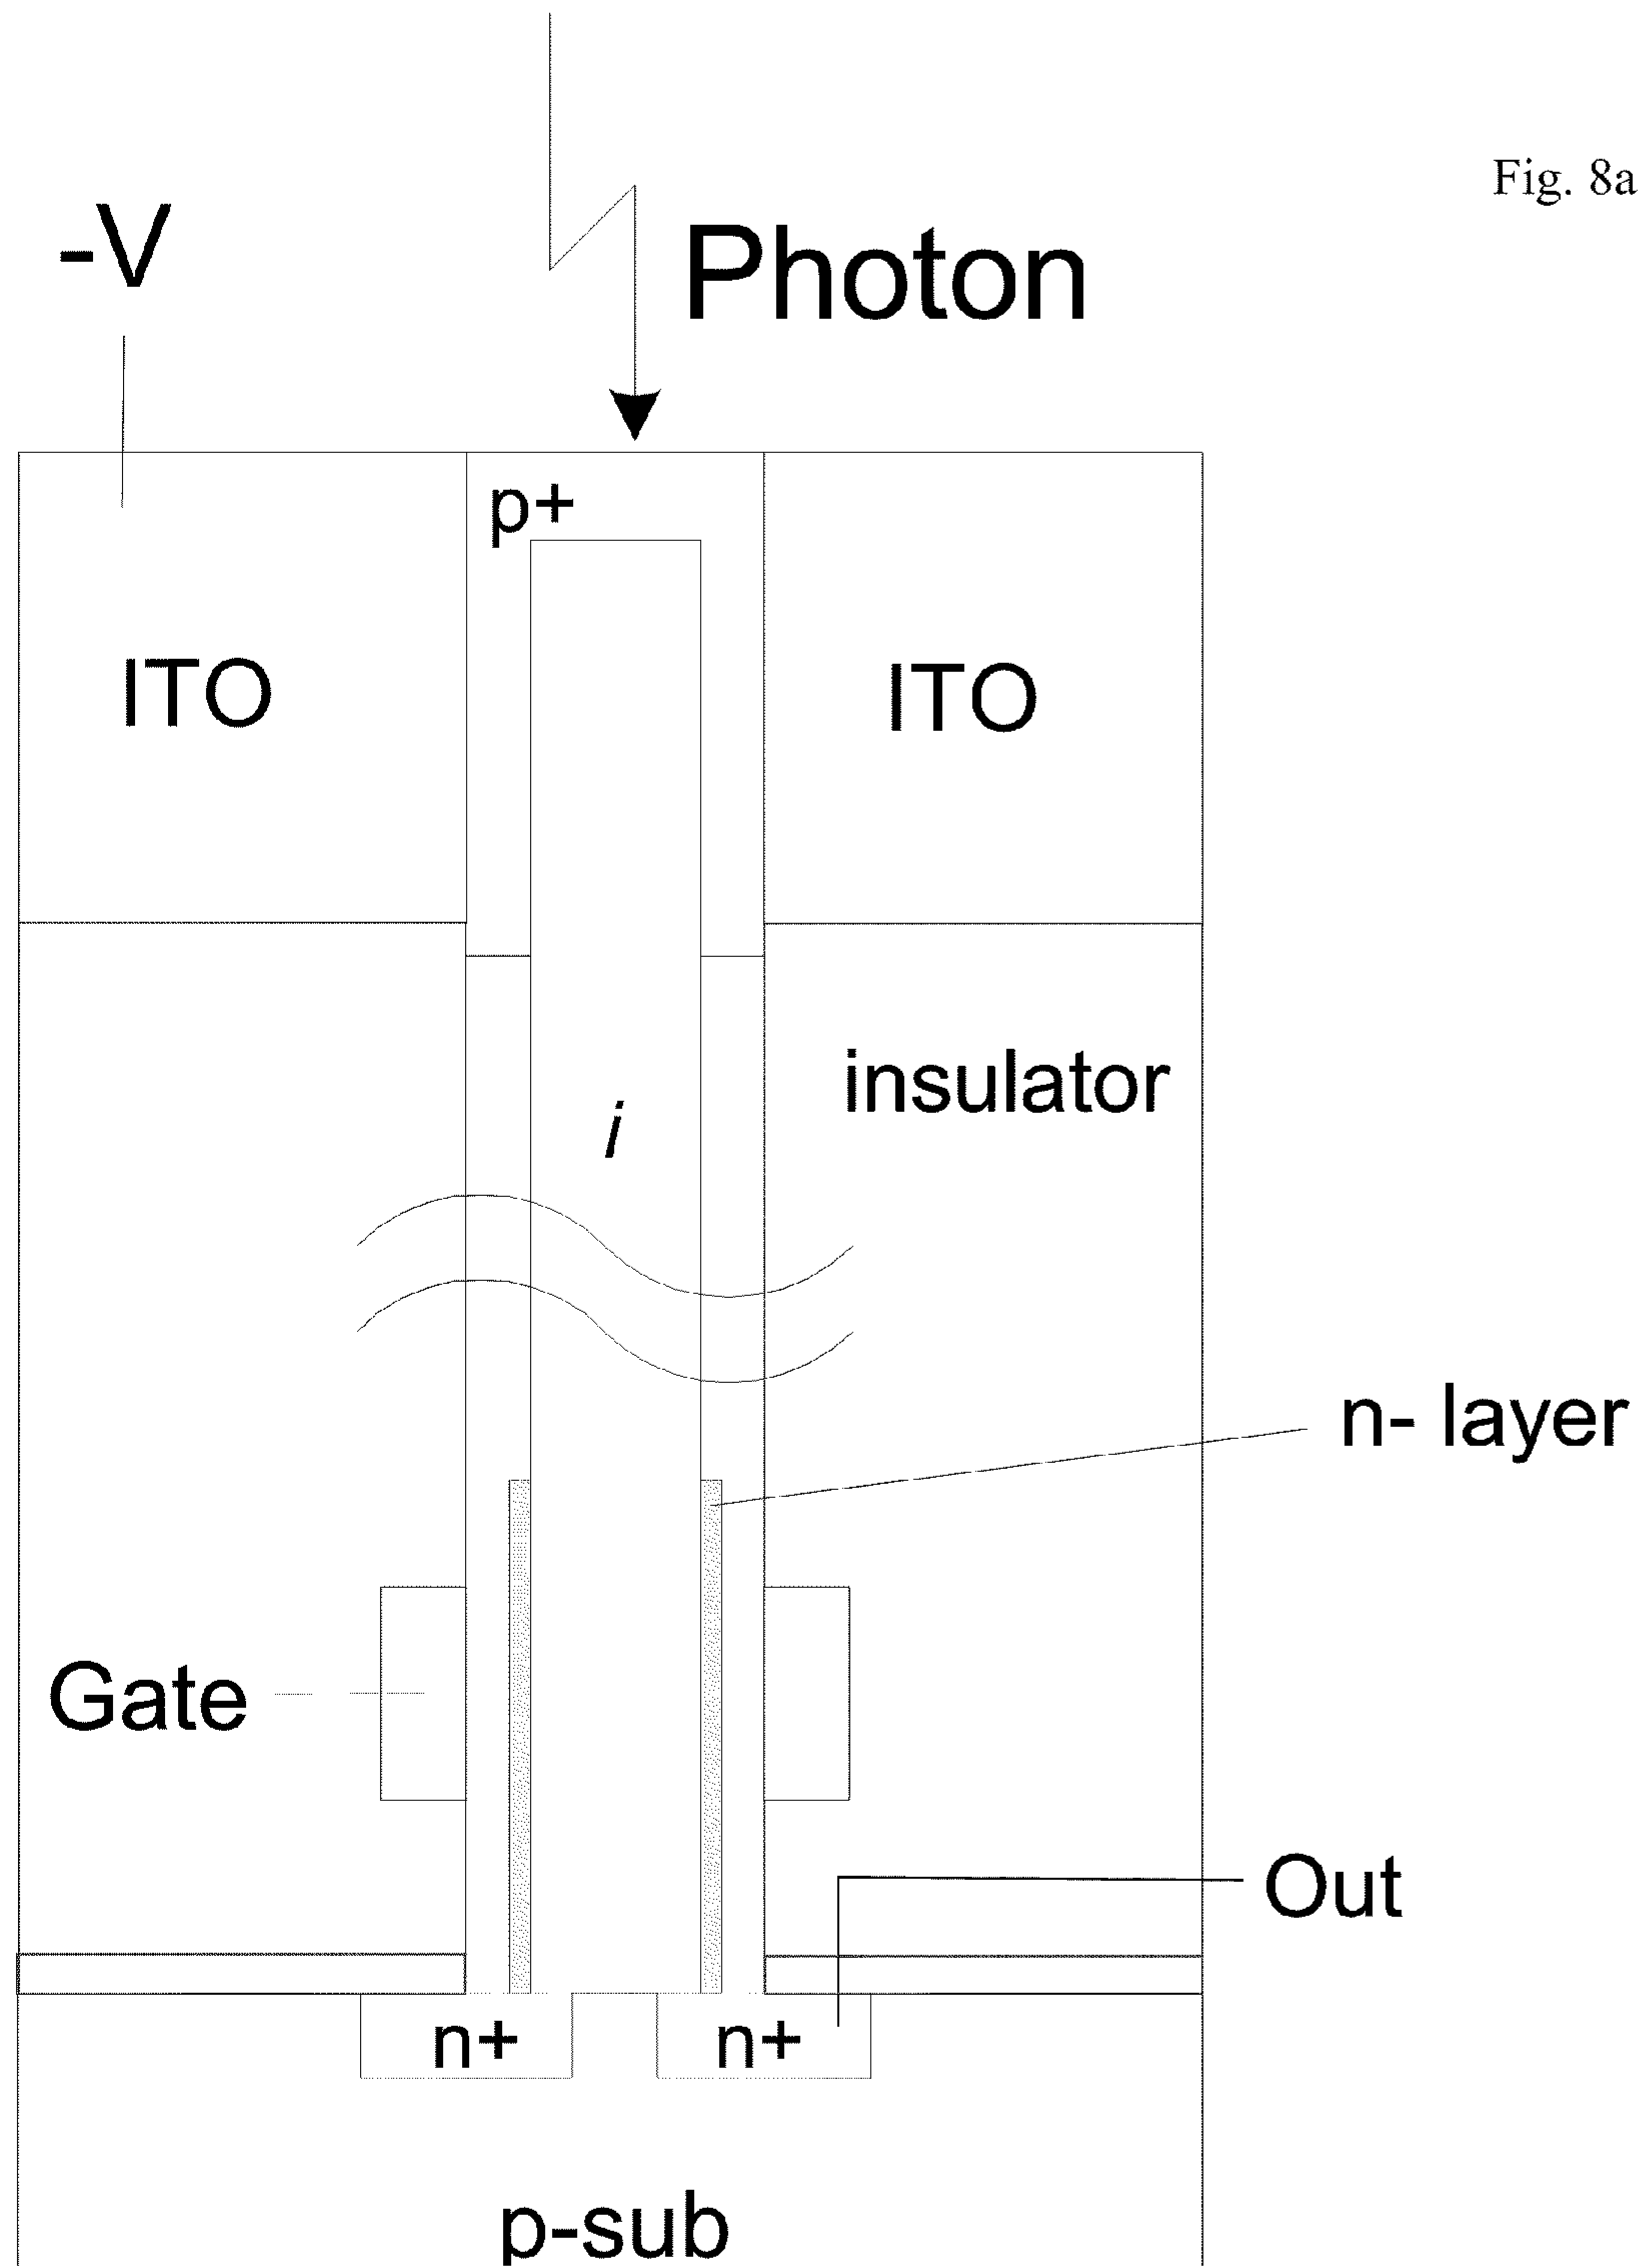 Fig. 8a
-V
Photon
p+
ITO
ITO
insulator
i
n- layer
Gate
Out
n+
n+
p-sub